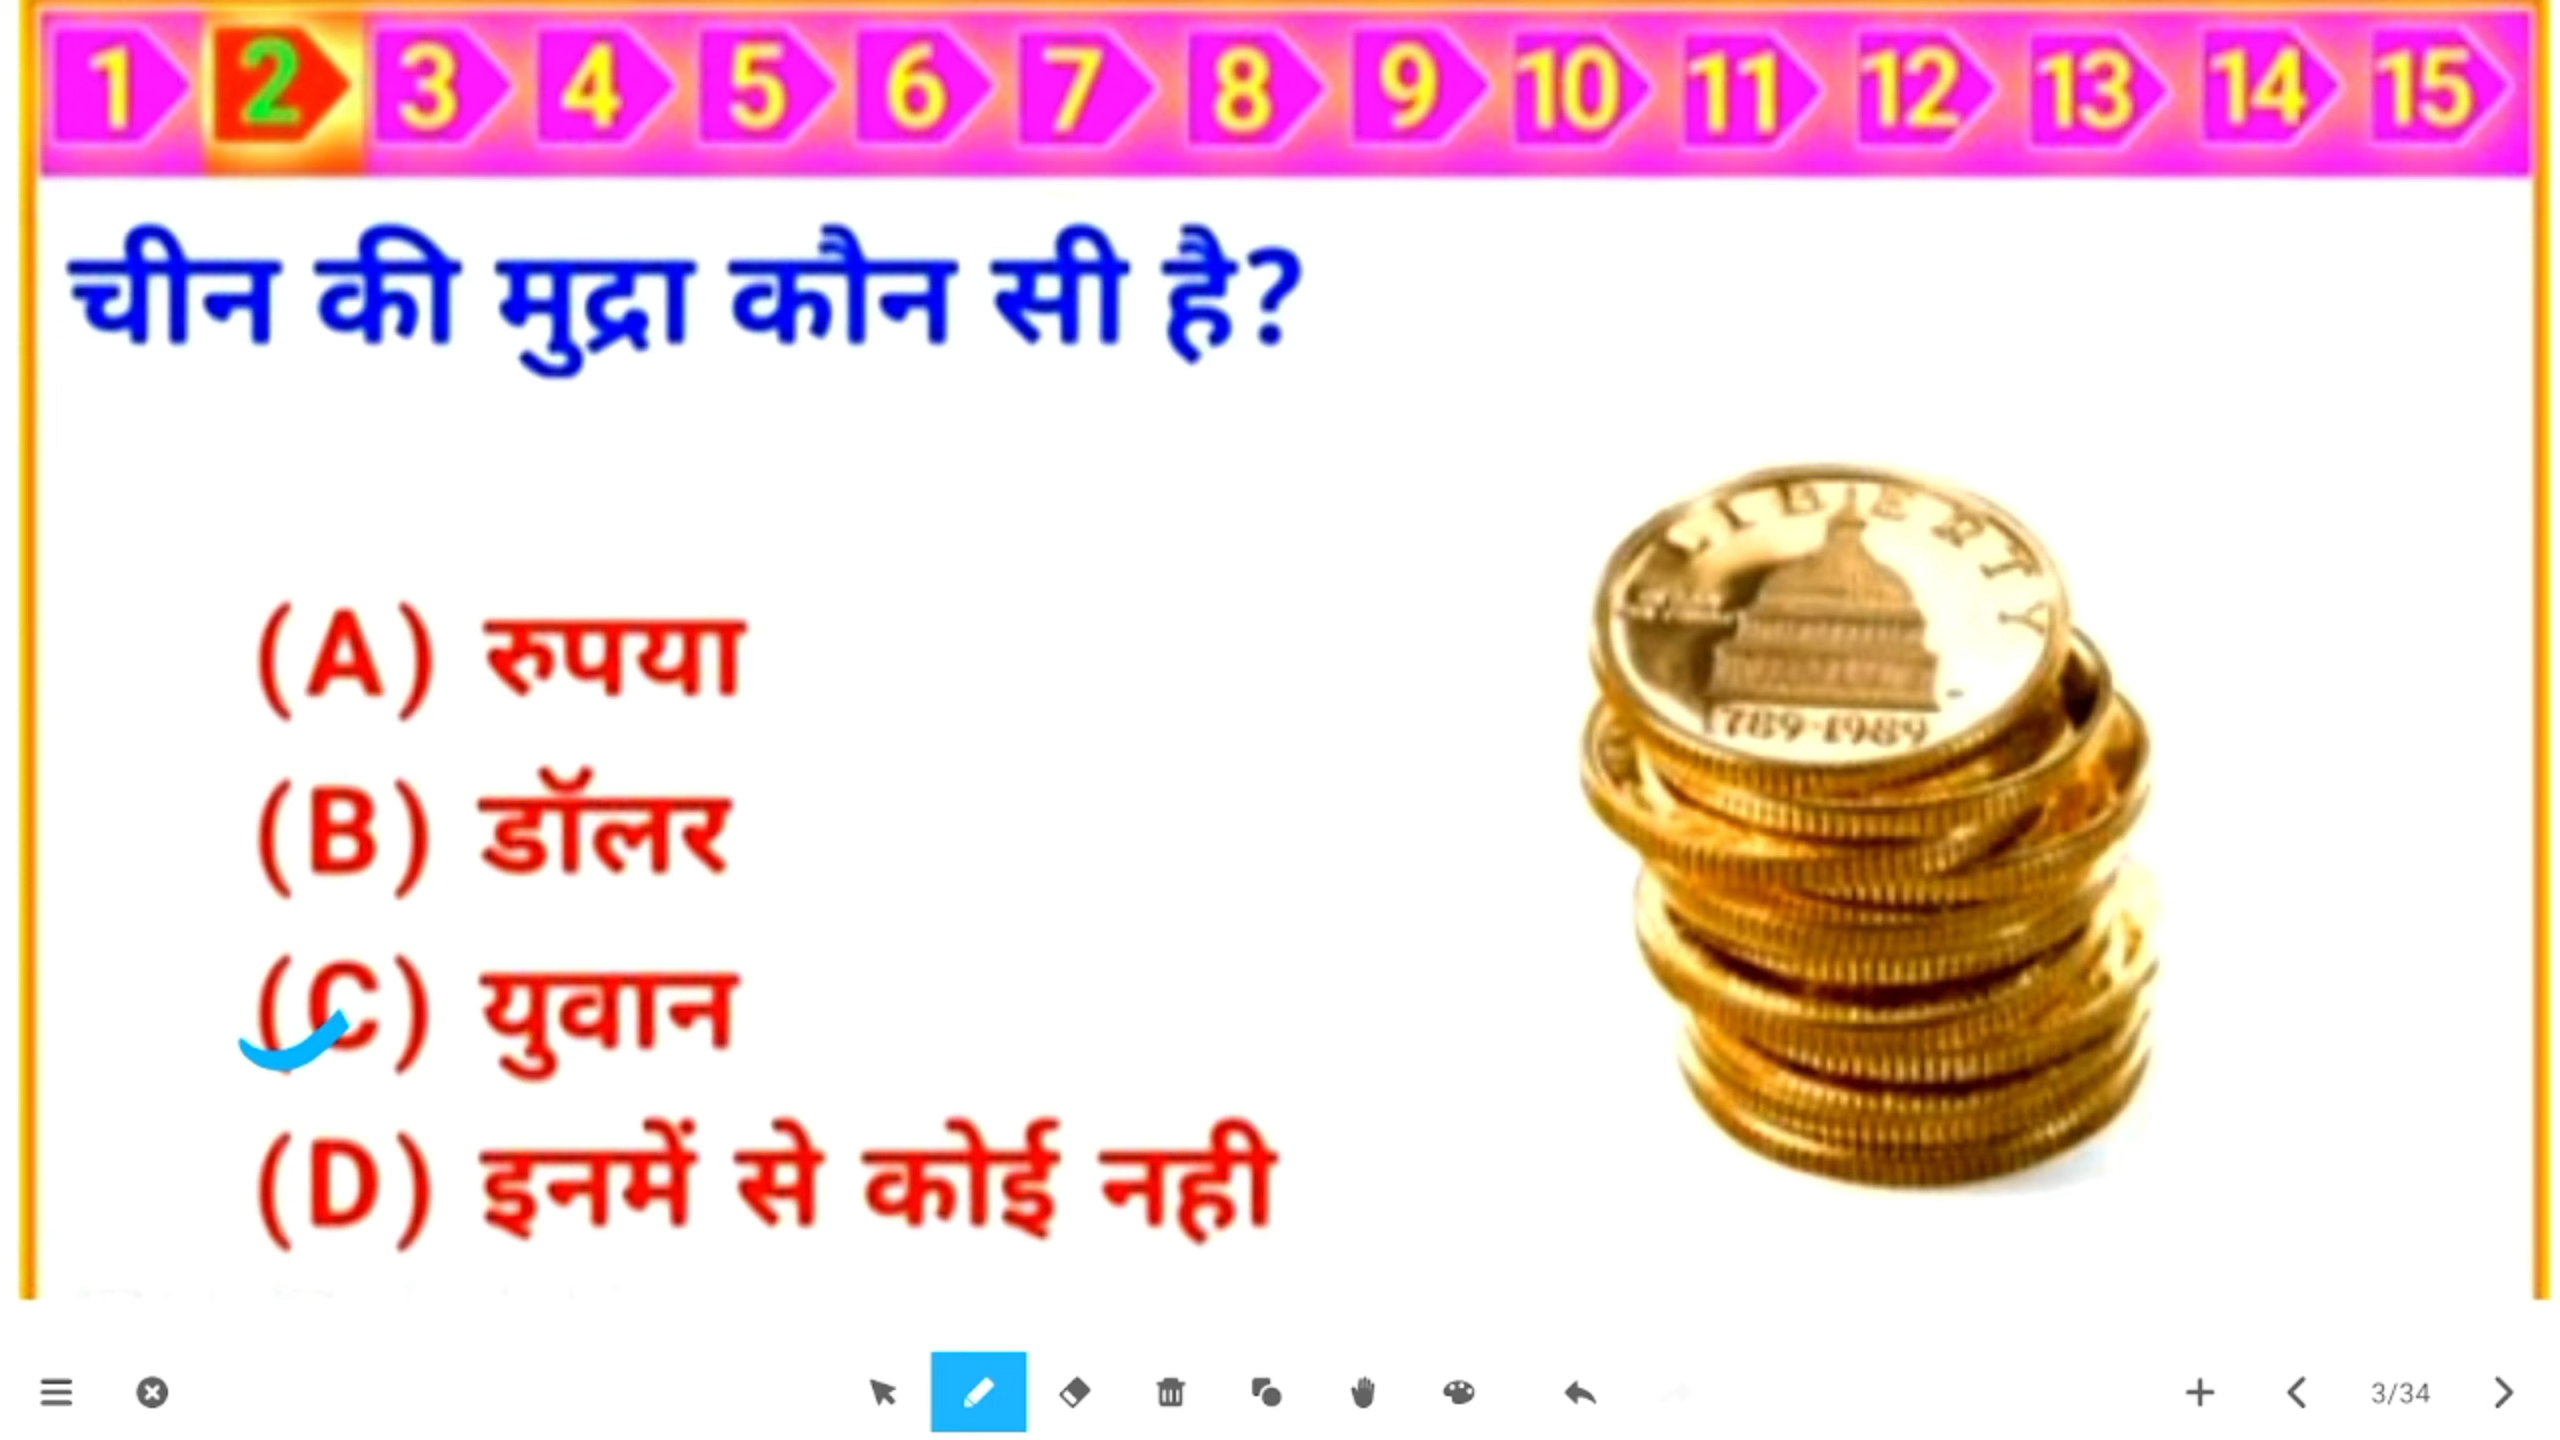 1 2 3 4 5 6 7 8 9 10 11 12 13 14 15
चीन की मुद्रा कौन सी है?
(A) रुपया
(B) डॉलर
(C) युवान
(D) इनमें से कोई नही
LIBERTY
1789-1989
3/34